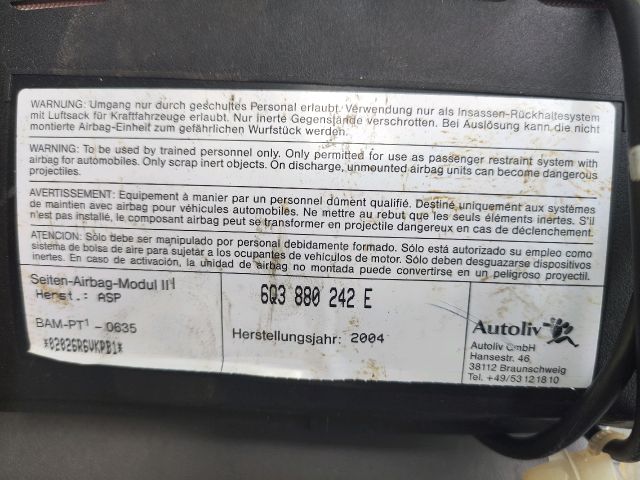 WARNUNG: Umgang nur durch geschultes Personal erlaubt. Verwendung nur als Insassen-Rückhaltesystem
mit Luftsack für Kraftfahrzeuge erlaubt. Nur inerte Gegenstände verschrotten. Bei Auslösung kann die nicht
montierte Airbag-Einheit zum gefährlichen Wurfstück werden.
WARNING: To be used by trained personnel only. Only permitted for use as passenger restraint system with
airbag for automobiles. Only scrap inert objects. On discharge, unmounted airbag units can become dangerous
projectiles.
AVERTISSEMENT: Equipement à manier par un personnel dûment qualifié. Destiné uniquement aux systèmes
de maintien avec airbag pour véhicules automobiles. Ne mettre au rebut que les seuls éléments inertes. S'il
n'est pas installé, le composant airbag peut se transformer en projectile dangereux en cas de déclenchement.
ATENCION: Sólo debe ser manipulado por personal debidamente formado. Sólo está autorizado su empleo como
sistema de bolsa de aire para sujetar a los ocupantes de vehículos de motor. Sólo deben desguazarse dispositivos
inertes. En caso de activación, la unidad de airbag no montada puede convertirse en un peligroso proyectil.
Seiten-Airbag-Modul II
Herst.: ASP
BAM-PT¹ - 0635
*02026R6VKPB1*
6Q3 880 242 E
Herstellungsjahr: 2004
Autoliv
Autoliv GmbH
Hansestr. 46
38112 Braunschweig
Tel. +49/53 12 18 10